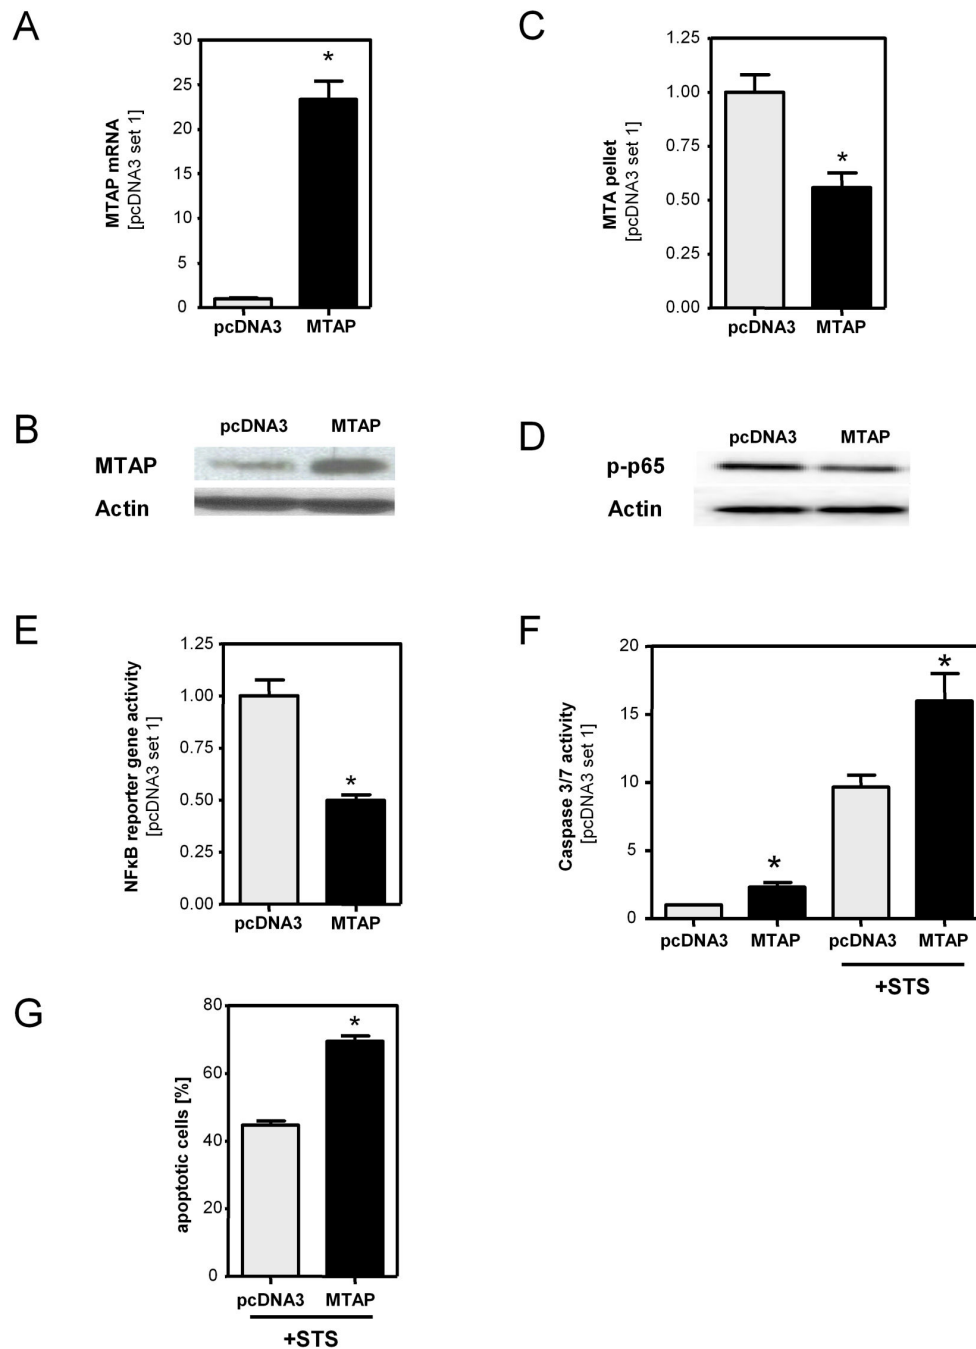 A
MTAP mRNA
[pcDNA3 set 1]
30
25
20
15
10
5
0
*
pcDNA3 MTAP
C
MTA pellet
[pcDNA3 set 1]
1.25
1.00
0.75
0.50
0.25
0.00
*
pcDNA3 MTAP
B
pcDNA3 MTAP
MTAP
Actin
D
pcDNA3 MTAP
p-p65
Actin
E
NFκB reporter gene activity
[pcDNA3 set 1]
1.25
1.00
0.75
0.50
0.25
0.00
*
pcDNA3 MTAP
F
Caspase 3/7 activity
[pcDNA3 set 1]
20
15
10
5
0
*
*
pcDNA3 MTAP pcDNA3 MTAP
+STS
G
apoptotic cells [%]
80
60
40
20
0
*
pcDNA3 MTAP
+STS